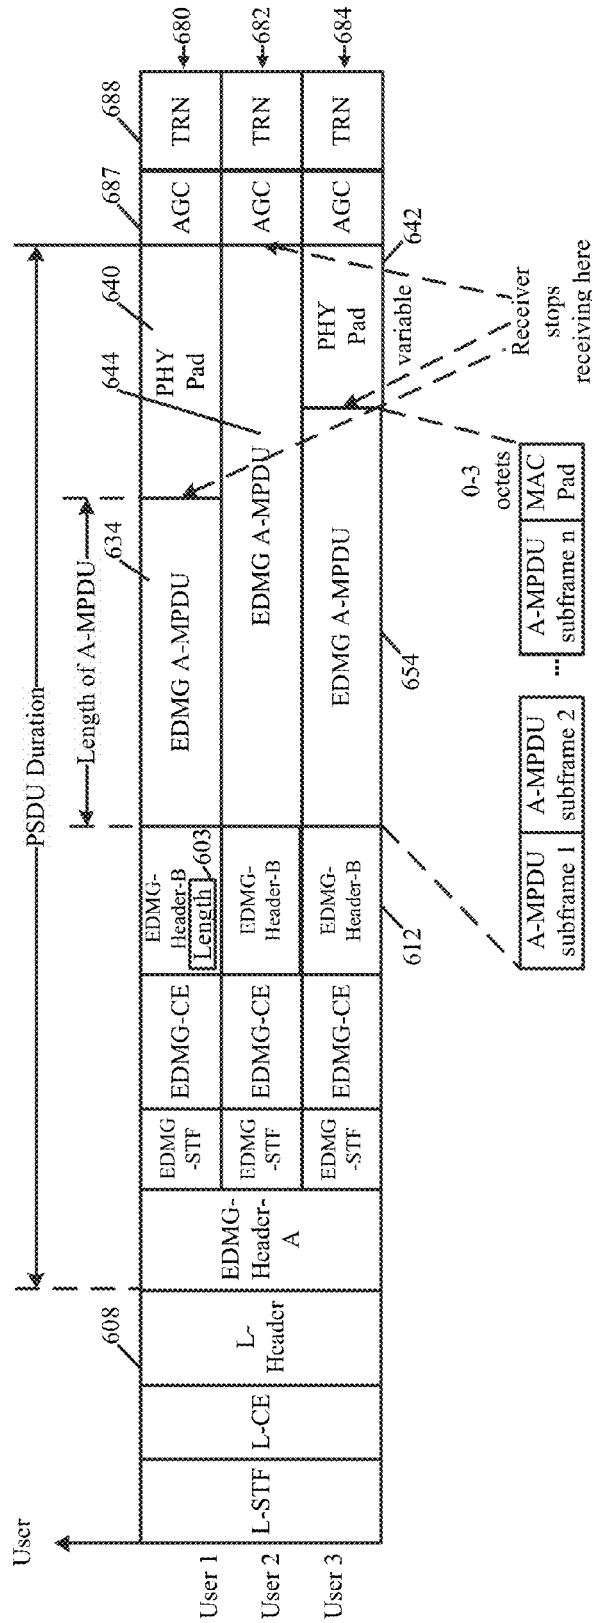 User
PSDU Duration
Length of A-MPDU
608
603
634
644
640
687
688
User 1
User 2
User 3
L-STF
L-CE
L-
Header
EDMG-
Header-
A
EDMG
-STF
EDMG-CE
EDMG-
Header-B
Length
EDMG A-MPDU
PHY
Pad
AGC
TRN
680
EDMG
-STF
EDMG-CE
EDMG-
Header-B
EDMG A-MPDU
AGC
TRN
682
EDMG
-STF
EDMG-CE
EDMG-
Header-B
EDMG A-MPDU
PHY
Pad
AGC
TRN
684
612
654
variable
642
Receiver
stops
receiving here
0-3
octets
A-MPDU
subframe 1
A-MPDU
subframe 2
...
A-MPDU
subframe n
MAC
Pad